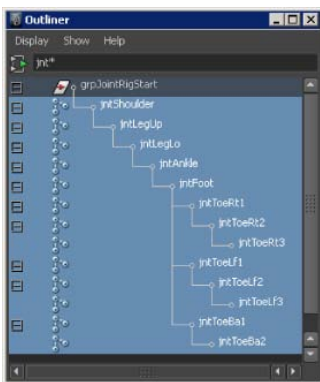 Outliner
Display Show Help
jnt*
grpJointRigStart
jntShoulder
jntLegUp
jntLegLo
jntAnkle
jntFoot
jntToeRt1
jntToeRt2
jntToeRt3
jntToeLf1
jntToeLf2
jntToeLf3
jntToeBa1
jntToeBa2